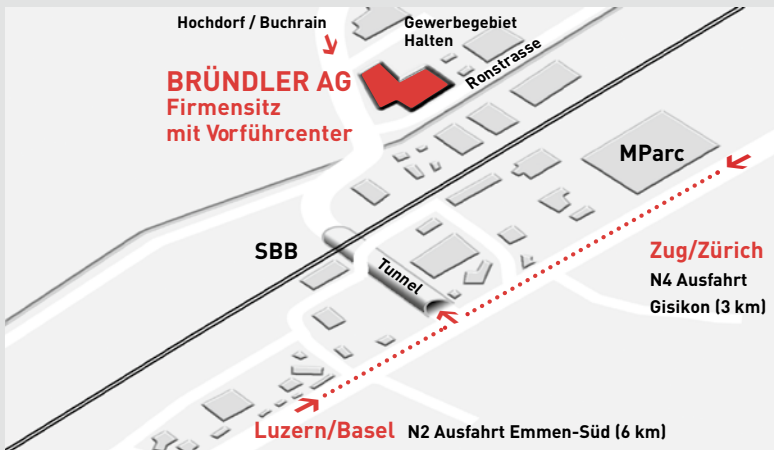 Hochdorf / Buchrain
Gewerbegebiet
Halten
Ronstrasse
BRÜNDLER AG
Firmensitz
mit Vorführcenter
MParc
SBB
Tunnel
Zug/Zürich
N4 Ausfahrt
Gisikon (3 km)
Luzern/Basel N2 Ausfahrt Emmen-Süd (6 km)